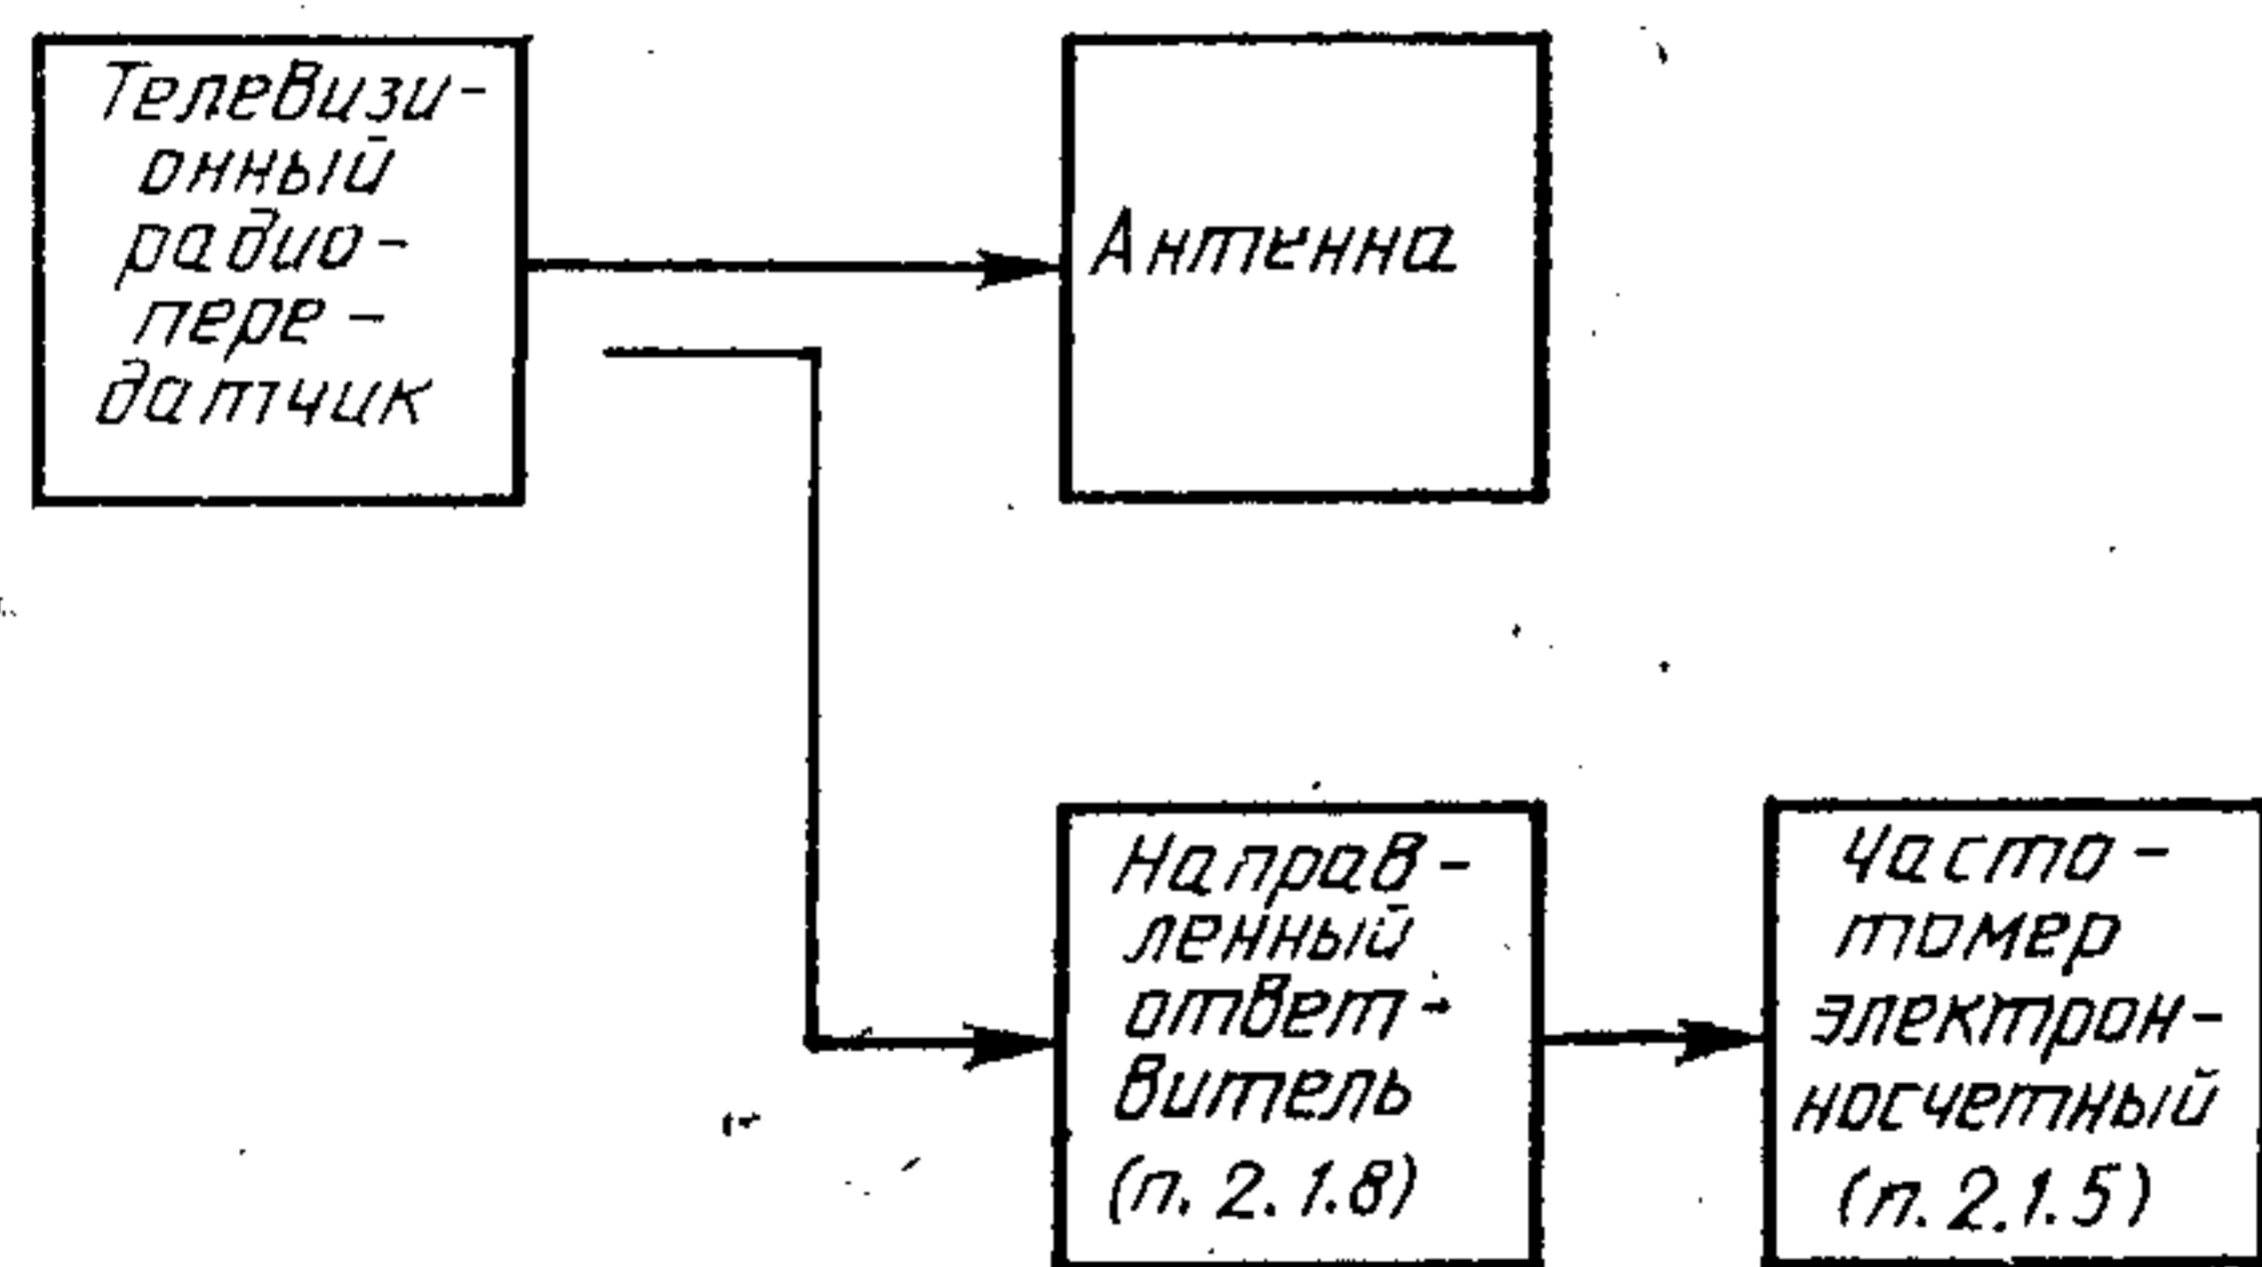 Телевизи-
онный
радио-
пере-
датчик
Антенна
Направ-
ленный
ответ-
витель
(п. 2.1.8)
Часто-
томер
электрон-
носчетный
(п. 2.1.5)